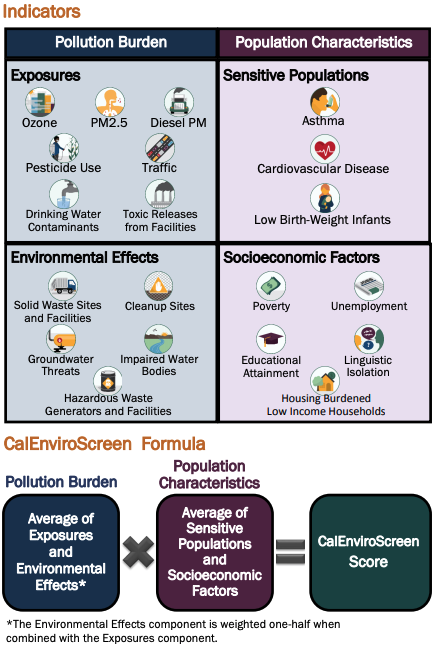 Indicators
Pollution Burden
Population Characteristics
Exposures
Ozone
PM2.5
Diesel PM
Pesticide Use
Traffic
Drinking Water
Contaminants
Toxic Releases
from Facilities
Sensitive Populations
Asthma
Cardiovascular Disease
Low Birth-Weight Infants
Environmental Effects
Solid Waste Sites
and Facilities
Cleanup Sites
Groundwater
Threats
Impaired Water
Bodies
Hazardous Waste
Generators and Facilities
Socioeconomic Factors
Poverty
Unemployment
Educational
Attainment
Linguistic
Isolation
Housing Burdened
Low Income Households
CalEnviroScreen Formula
Pollution Burden
Population
Characteristics
Average of
Exposures
and
Environmental
Effects*
Average of
Sensitive
Populations
and
Socioeconomic
Factors
CalEnviroScreen
Score
*The Environmental Effects component is weighted one-half when
combined with the Exposures component.